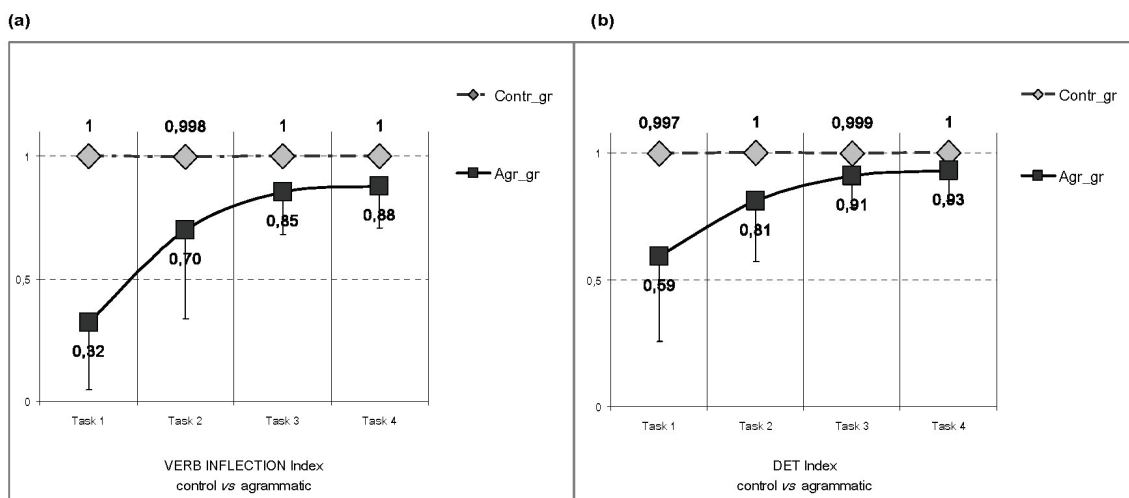 (a)
(b)
Contr_gr
Agr_gr
1
0,998
1
1
1
0,5
0
0,32
0,70
0,85
0,88
Task 1
Task 2
Task 3
Task 4
VERB INFLECTION Index
control vs agrammatic
Contr_gr
Agr_gr
0,997
1
0,999
1
1
0,5
0
0,59
0,81
0,91
0,93
Task 1
Task 2
Task 3
Task 4
DET Index
control vs agrammatic